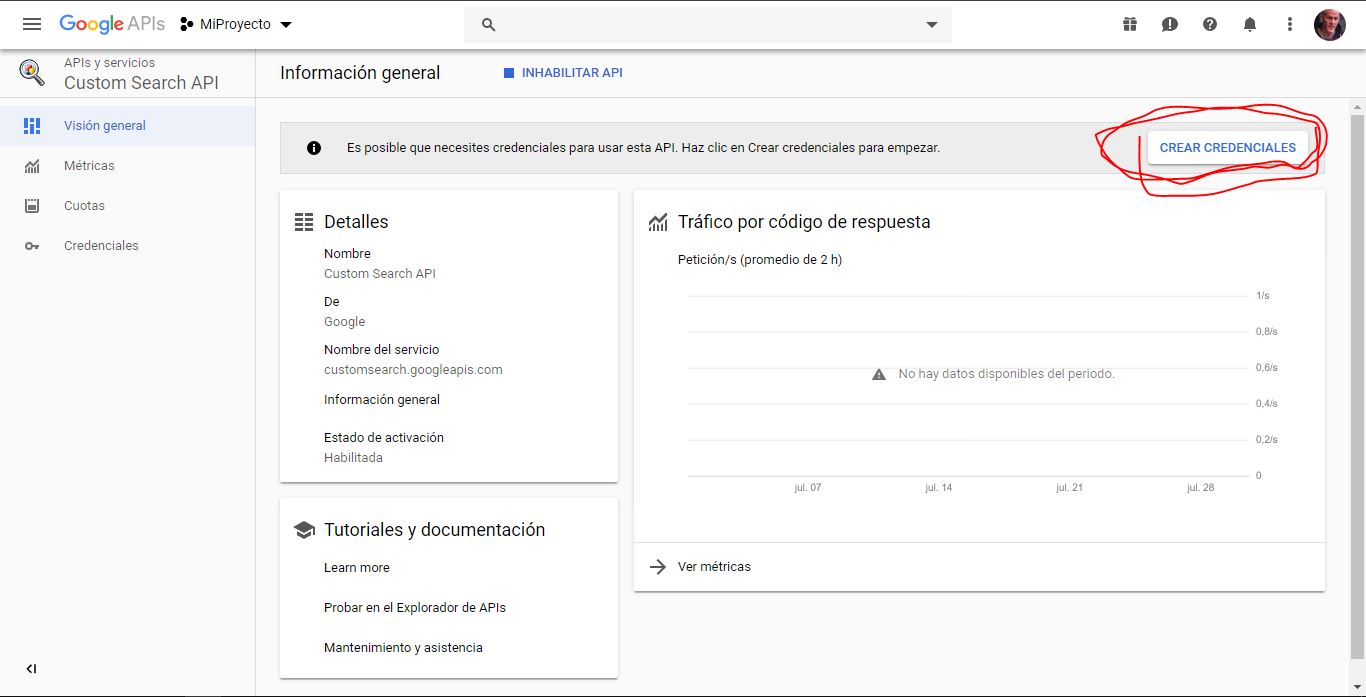 Google APIs MiProyecto
APIs y servicios
Custom Search API
Información general
INHABILITAR API
Visión general
Métricas
Cuotas
Credenciales
Es posible que necesites credenciales para usar esta API. Haz clic en Crear credenciales para empezar.
CREAR CREDENCIALES
Detalles
Nombre
Custom Search API
De
Google
Nombre del servicio
customsearch.googleapis.com
Información general
Estado de activación
Habilitada
Tutoriales y documentación
Learn more
Probar en el Explorador de APIs
Mantenimiento y asistencia
Tráfico por código de respuesta
Petición/s (promedio de 2 h)
1/s
0,8/s
0,6/s
No hay datos disponibles del periodo.
0,4/s
0,2/s
0
jul. 07 jul. 14 jul. 21 jul. 28
Ver métricas